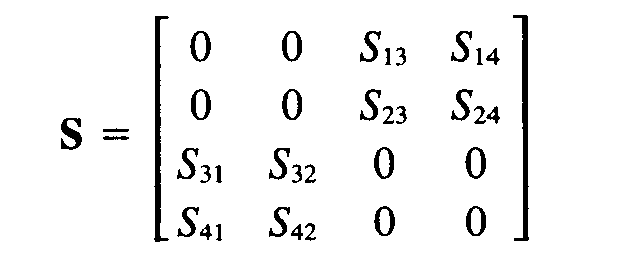 0 0 S13 S14
0 0 S23 S24
S =
S31 S32 0 0
S41 S42 0 0